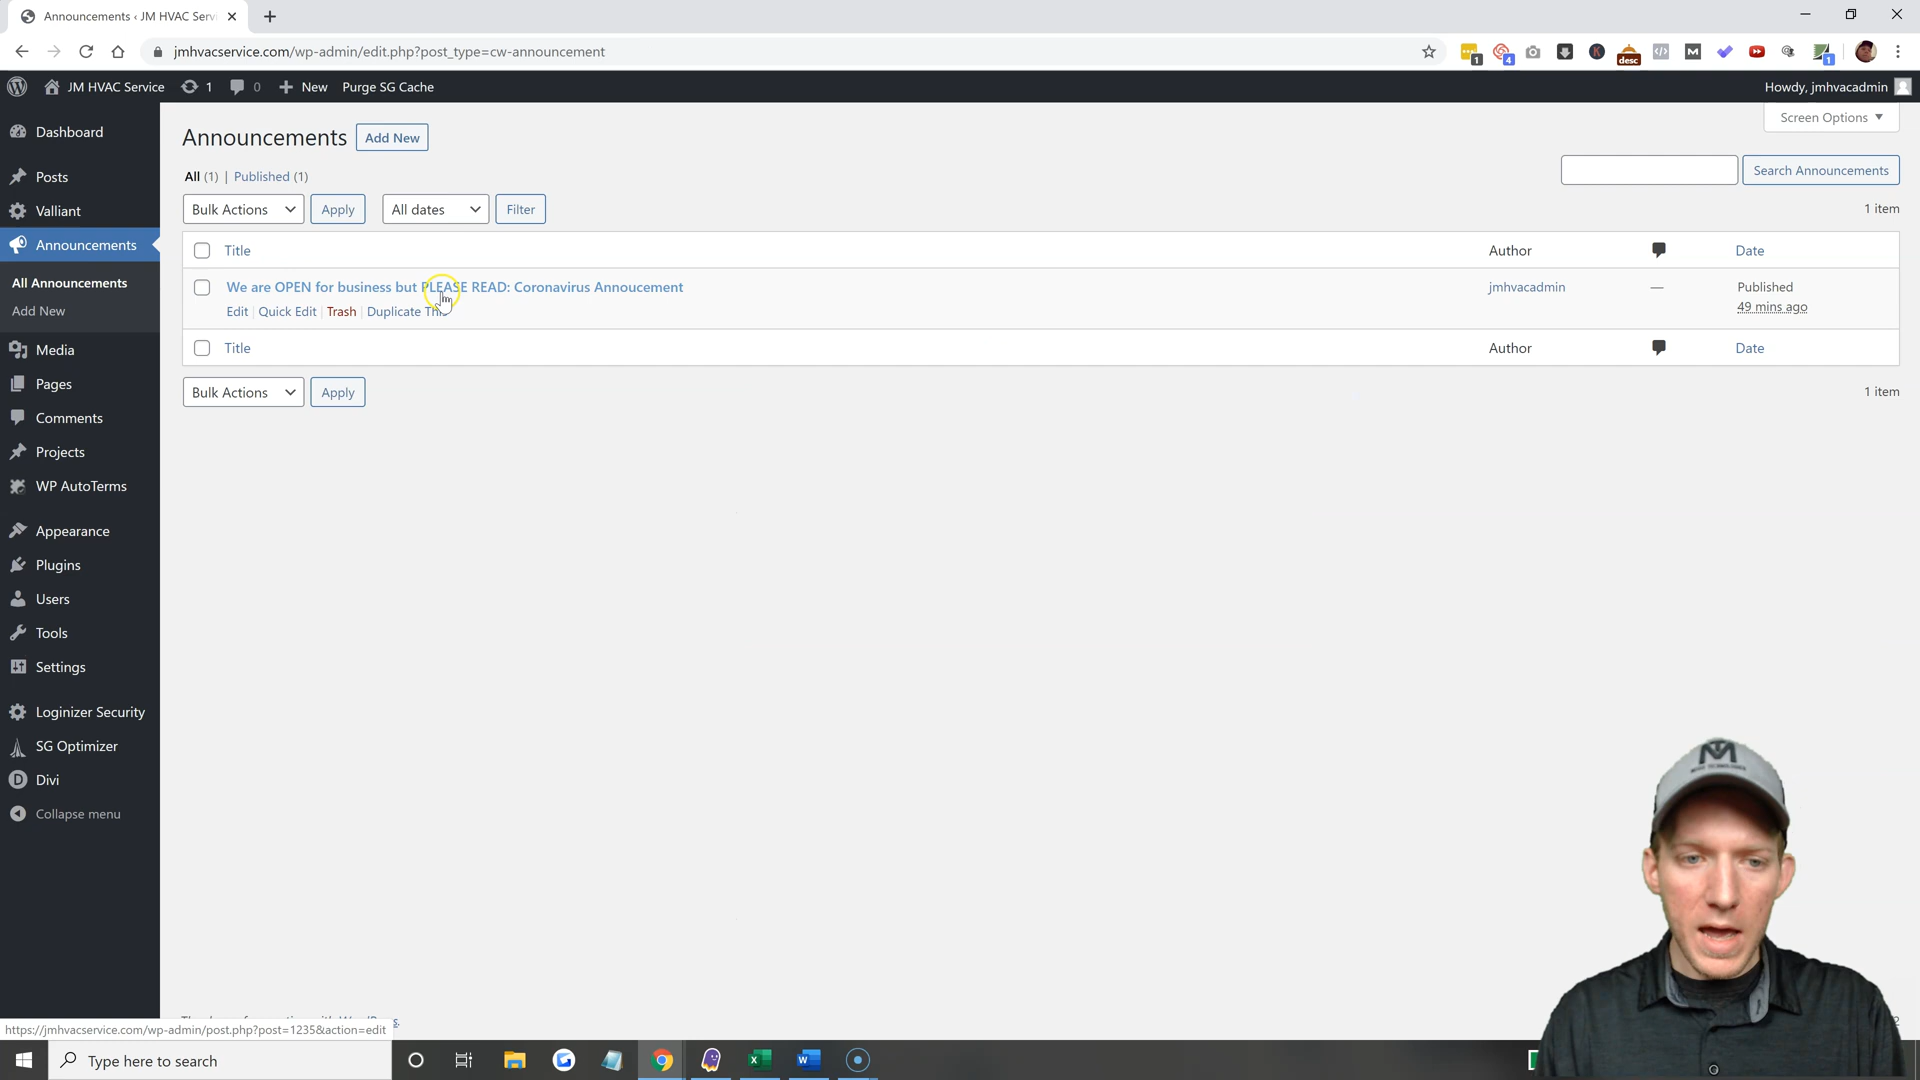 Announcements ‹ JM HVAC Servi
jmhvacservice.com/wp-admin/edit.php?post_type=cw-announcement
1
4
desc
1
JM HVAC Service 1 0 New Purge SG Cache Howdy, jmhvacadmin
Screen Options
Dashboard
Posts
Valliant
Announcements
All Announcements
Add New
Media
Pages
Comments
Projects
WP AutoTerms
Appearance
Plugins
Users
Tools
Settings
Loginizer Security
SG Optimizer
Divi
Collapse menu
Announcements Add New
All (1) | Published (1)
Search Announcements
Bulk Actions Apply All dates Filter 1 item
Title Author Date
We are OPEN for business but PLEASE READ: Coronavirus Annoucement jmhvacadmin — Published
49 mins ago
Edit | Quick Edit | Trash | Duplicate This
Title Author Date
Bulk Actions Apply 1 item
https://jmhvacservice.com/wp-admin/post.php?post=1235&action=edit
Type here to search